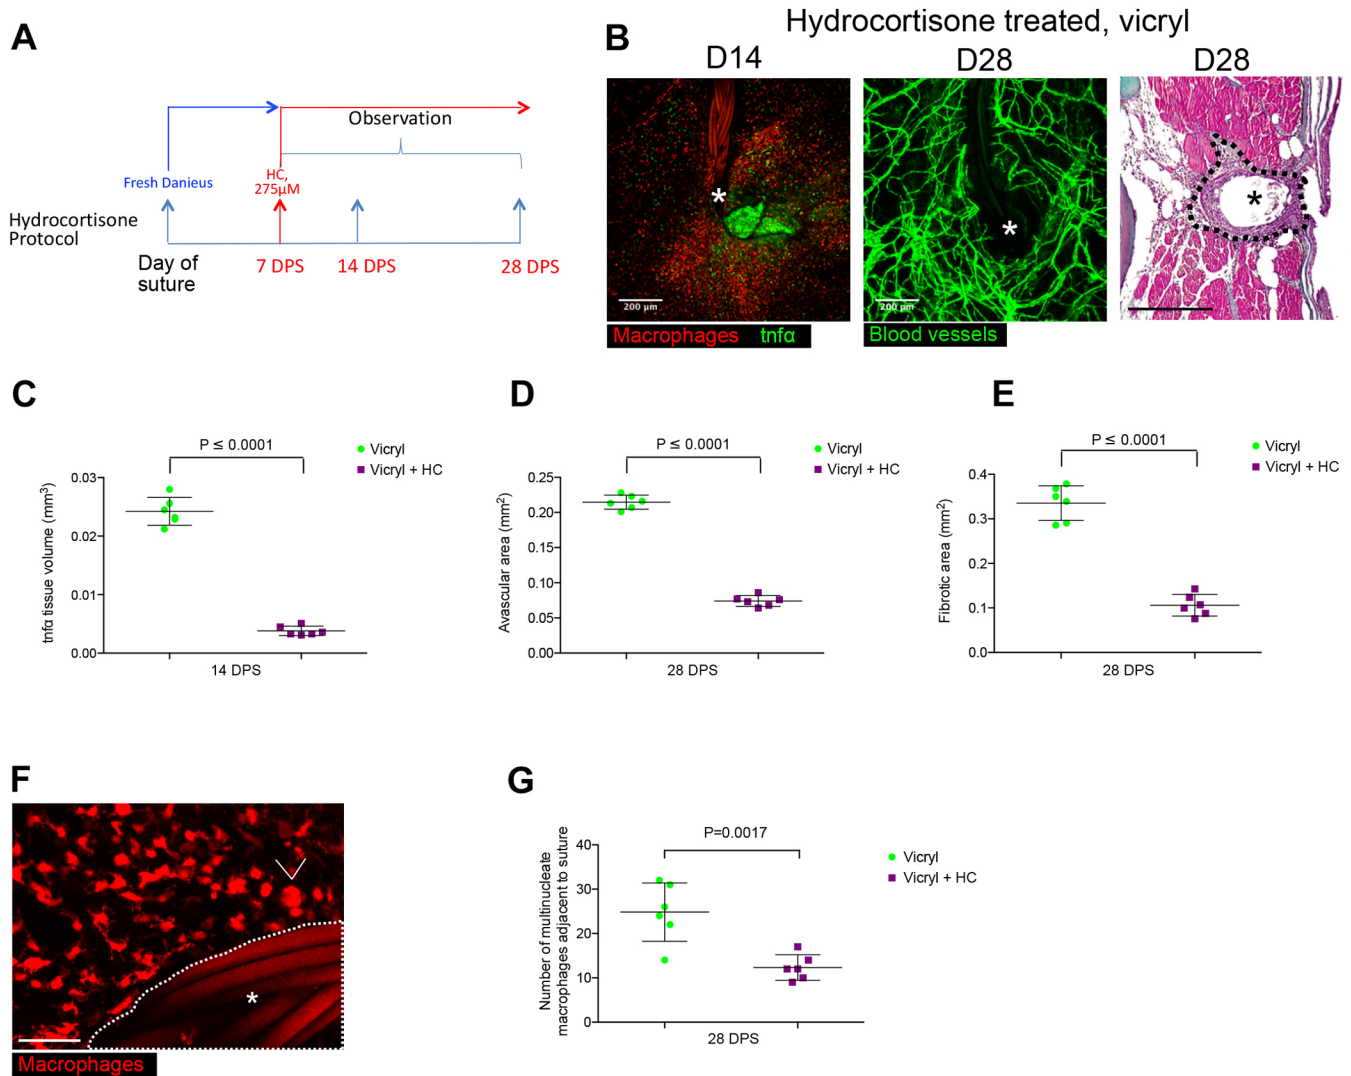 A
Fresh Danieus
HC,
275µM
Observation
Hydrocortisone
Protocol
Day of
suture
7 DPS
14 DPS
28 DPS
B
Hydrocortisone treated, vicryl
D14
D28
D28
200 µm
200 µm
Macrophages tnfα
Blood vessels
C
P ≤ 0.0001
Vicryl
Vicryl + HC
tnfα tissue volume (mm³)
0.03
0.02
0.01
0.00
14 DPS
D
P ≤ 0.0001
Vicryl
Vicryl + HC
Avascular area (mm²)
0.25
0.20
0.15
0.10
0.05
0.00
28 DPS
E
P ≤ 0.0001
Vicryl
Vicryl + HC
Fibrotic area (mm²)
0.4
0.3
0.2
0.1
0.0
28 DPS
F
Macrophages
G
P=0.0017
Vicryl
Vicryl + HC
Number of multinucleate
macrophages adjacent to suture
40
30
20
10
0
28 DPS